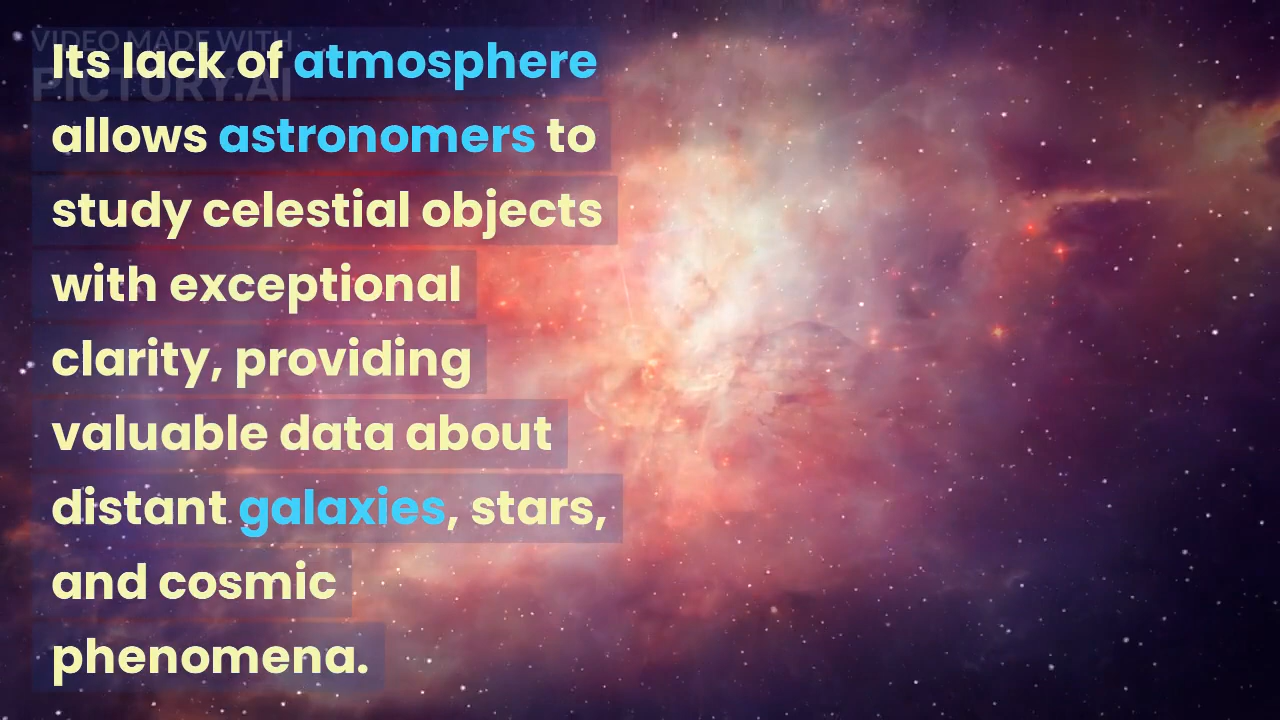 VIDEO MADE WITH
PICTORY.AI
Its lack of atmosphere
allows astronomers to
study celestial objects
with exceptional
clarity, providing
valuable data about
distant galaxies, stars,
and cosmic
phenomena.